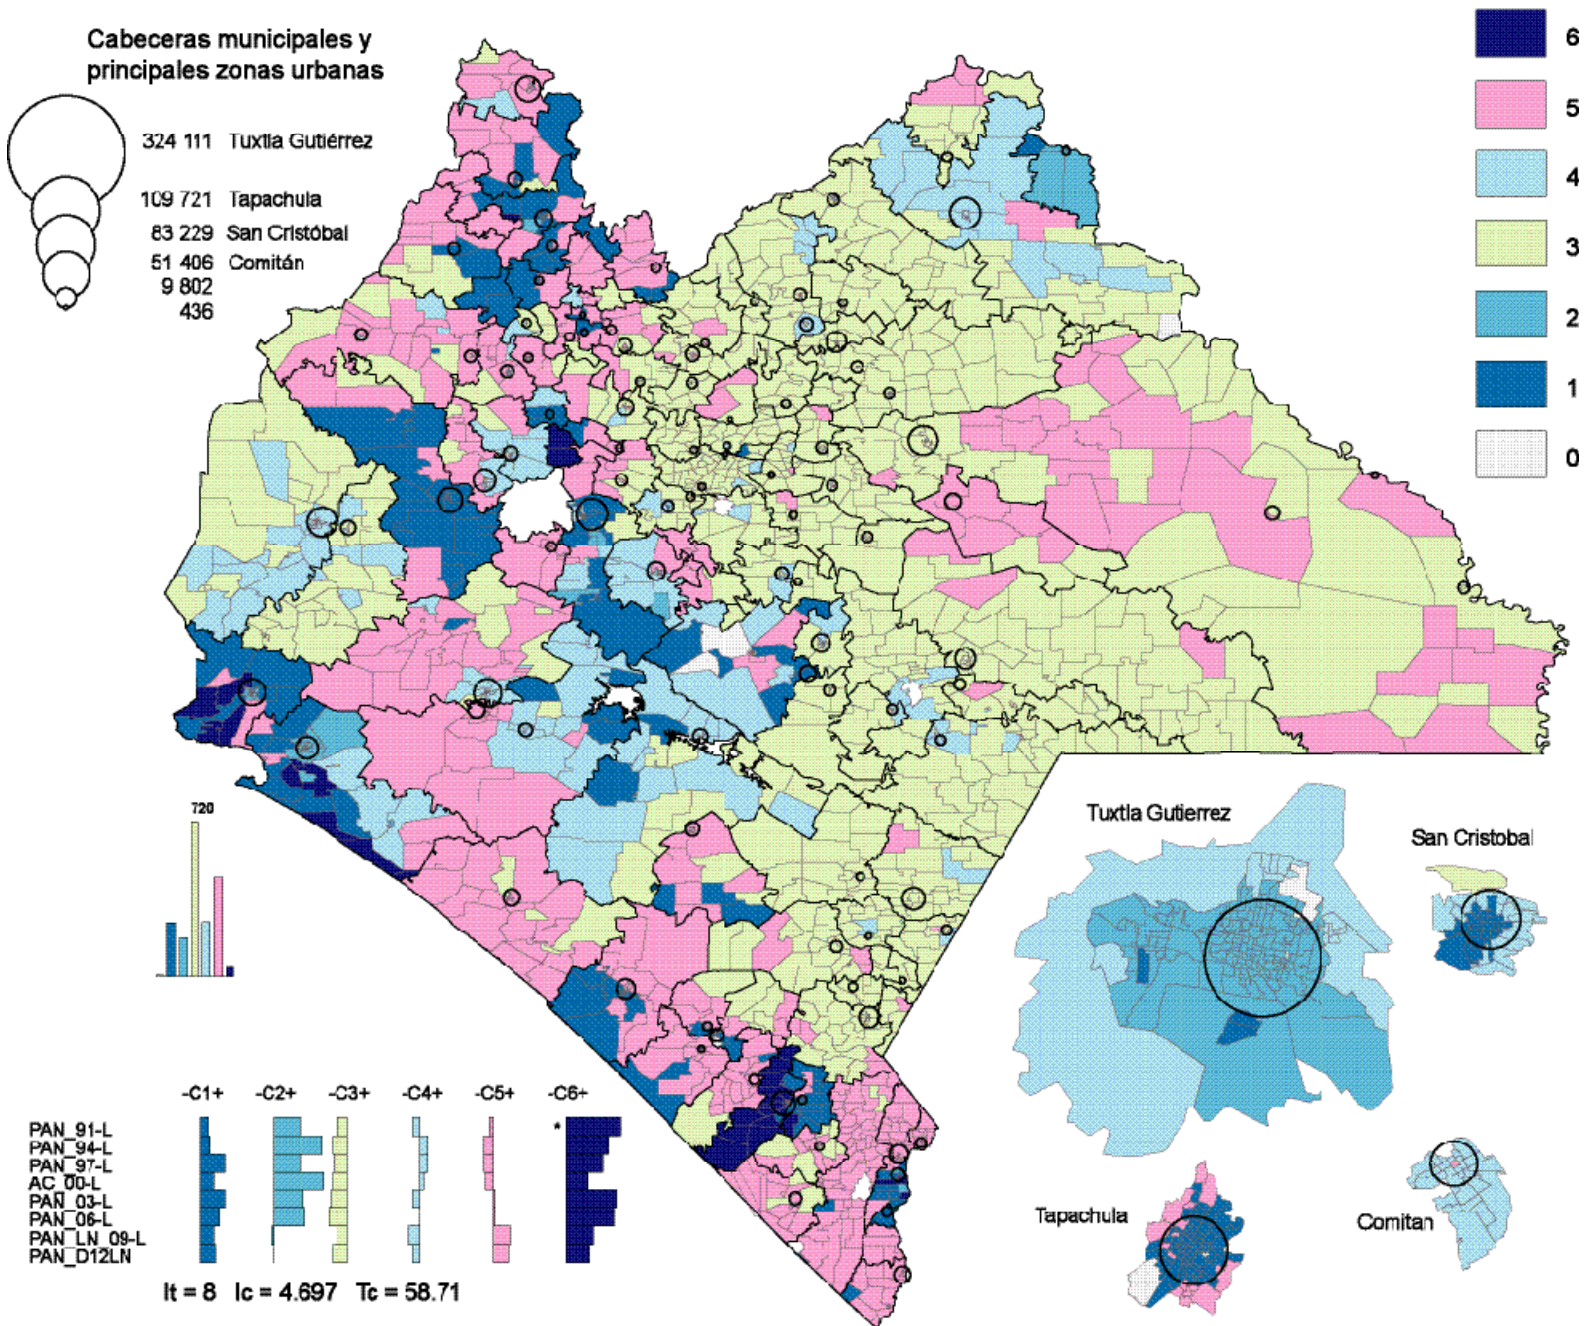 Cabeceras municipales y
principales zonas urbanas
324 111 Tuxtla Gutiérrez
109 721 Tapachula
83 229 San Cristóbal
51 406 Comitán
9 802
436
6
5
4
3
2
1
0
720
Tuxtla Gutierrez
San Cristobal
Tapachula
Comitan
-C1+ -C2+ -C3+ -C4+ -C5+ -C6+
PAN_91-L *
PAN_94-L
PAN_97-L
AC_00-L
PAN_03-L
PAN_06-L
PAN_LN_09-L
PAN_D12LN
It = 8 Ic = 4.697 Tc = 58.71